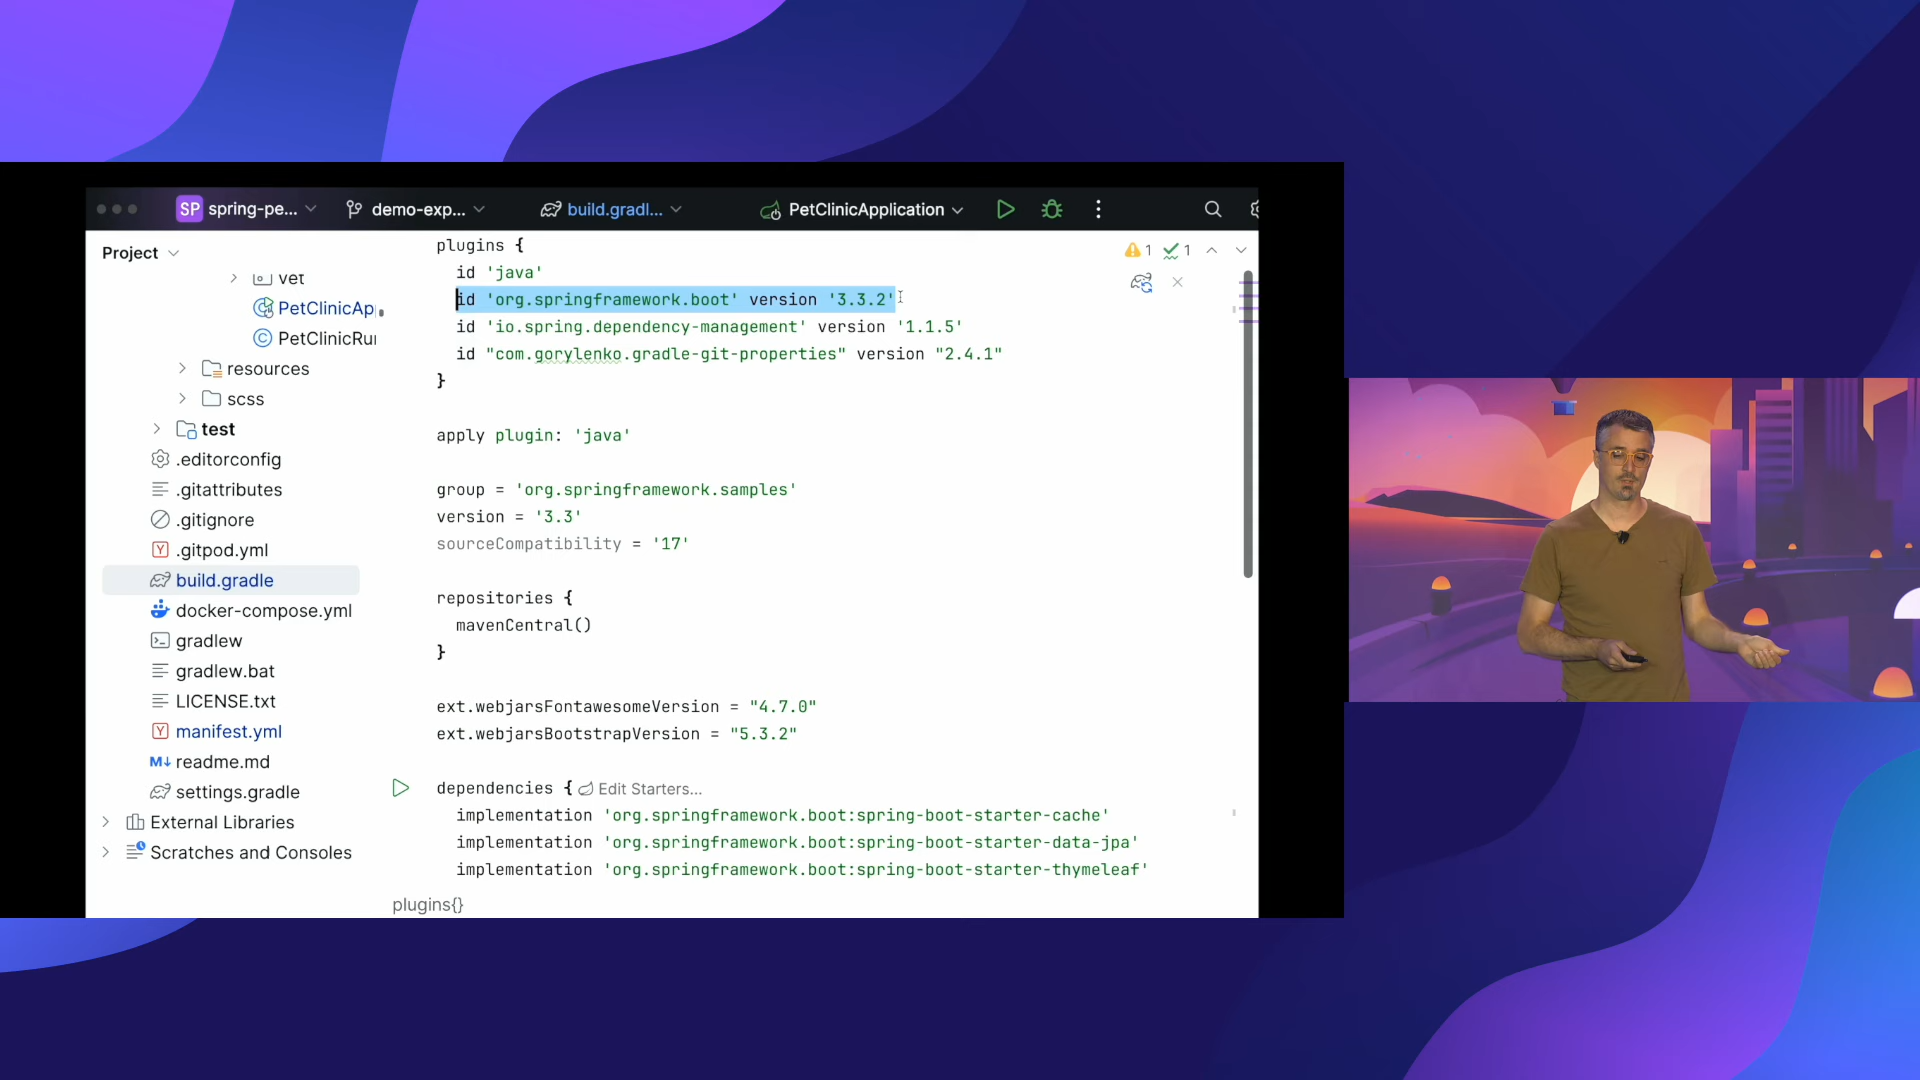 SP spring-pe... demo-exp... build.gradl... PetClinicApplication
Project
vet
PetClinicAp
PetClinicRu
resources
scss
test
.editorconfig
.gitattributes
.gitignore
.gitpod.yml
build.gradle
docker-compose.yml
gradlew
gradlew.bat
LICENSE.txt
manifest.yml
readme.md
settings.gradle
External Libraries
Scratches and Consoles
1 1
plugins {
id 'java'
id 'org.springframework.boot' version '3.3.2'
id 'io.spring.dependency-management' version '1.1.5'
id "com.gorylenko.gradle-git-properties" version "2.4.1"
}
apply plugin: 'java'
group = 'org.springframework.samples'
version = '3.3'
sourceCompatibility = '17'
repositories {
mavenCentral()
}
ext.webjarsFontawesomeVersion = "4.7.0"
ext.webjarsBootstrapVersion = "5.3.2"
dependencies { Edit Starters...
implementation 'org.springframework.boot:spring-boot-starter-cache'
implementation 'org.springframework.boot:spring-boot-starter-data-jpa'
implementation 'org.springframework.boot:spring-boot-starter-thymeleaf'
plugins{}